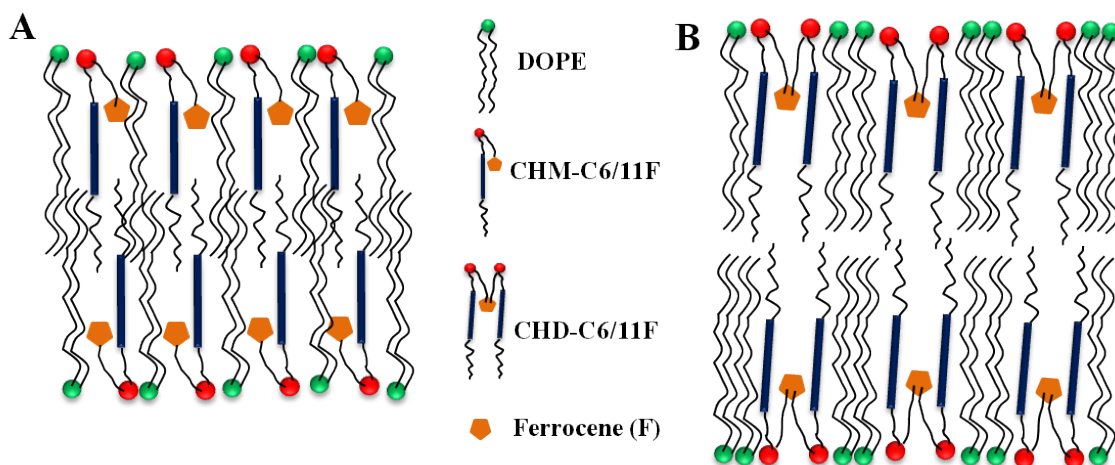 A
B
DOPE
CHM-C6/11F
CHD-C6/11F
Ferrocene (F)